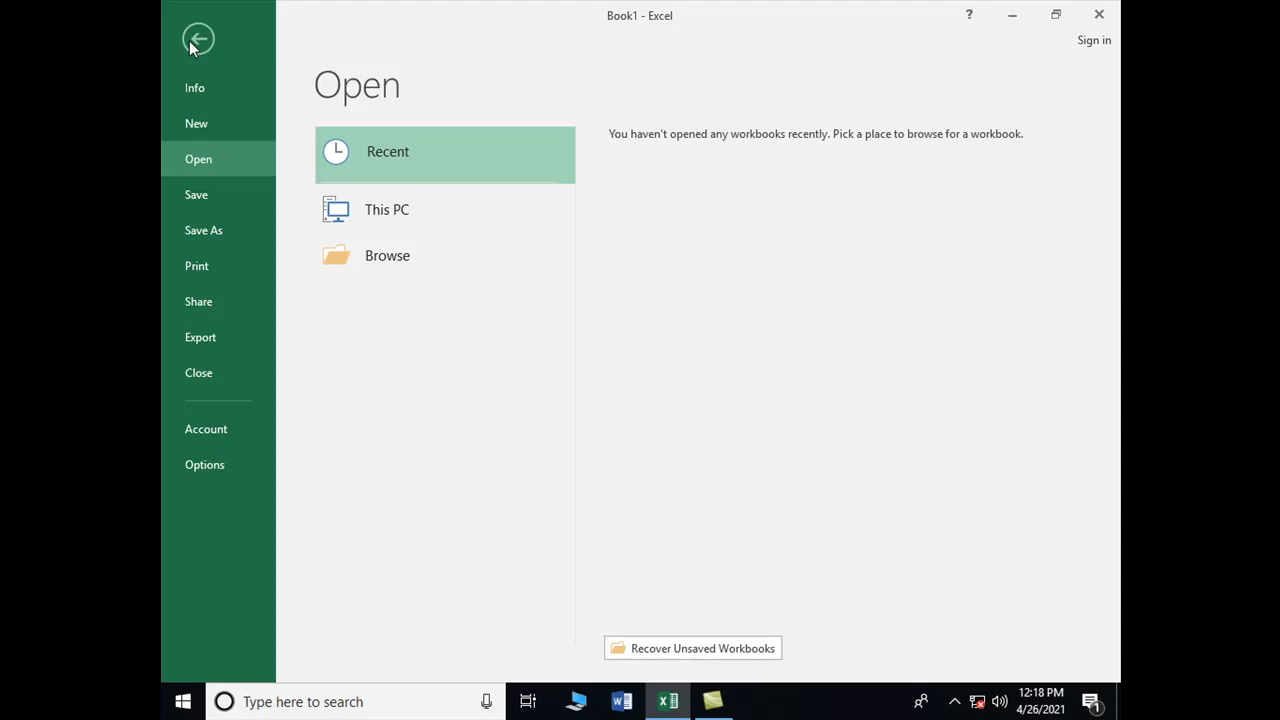 Book1 - Excel
?
Sign in
Info
New
Open
Save
Save As
Print
Share
Export
Close
Account
Options
Open
Recent
This PC
Browse
You haven't opened any workbooks recently. Pick a place to browse for a workbook.
Recover Unsaved Workbooks
Type here to search
12:18 PM
4/26/2021
1